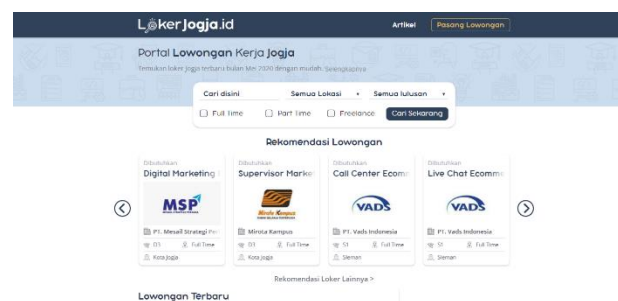 LokerJogja.id
Artikel
Pasang Lowongan
Portal Lowongan Kerja Jogja
Temukan loker jogja terbaru bulan Mei 2020 dengan mudah. Selengkapnya
Cari disini
Semua Lokasi
Semua lulusan
Full Time
Part Time
Freelance
Cari Sekarang
Rekomendasi Lowongan
Dibutuhkan
Digital Marketing
MSP
PT. Mesail Strategi
D3
Full Time
Kota Jogja
Dibutuhkan
Supervisor Marke
Mirota Kampus
Mirota Kampus
D3
Full Time
Kota Jogja
Dibutuhkan
Call Center Ecom
VADS
PT. Vads Indonesia
S1
Full Time
Sleman
Dibutuhkan
Live Chat Ecomme
VADS
PT. Vads Indonesia
S1
Full Time
Sleman
Rekomendasi Loker Lainnya >
Lowongan Terbaru